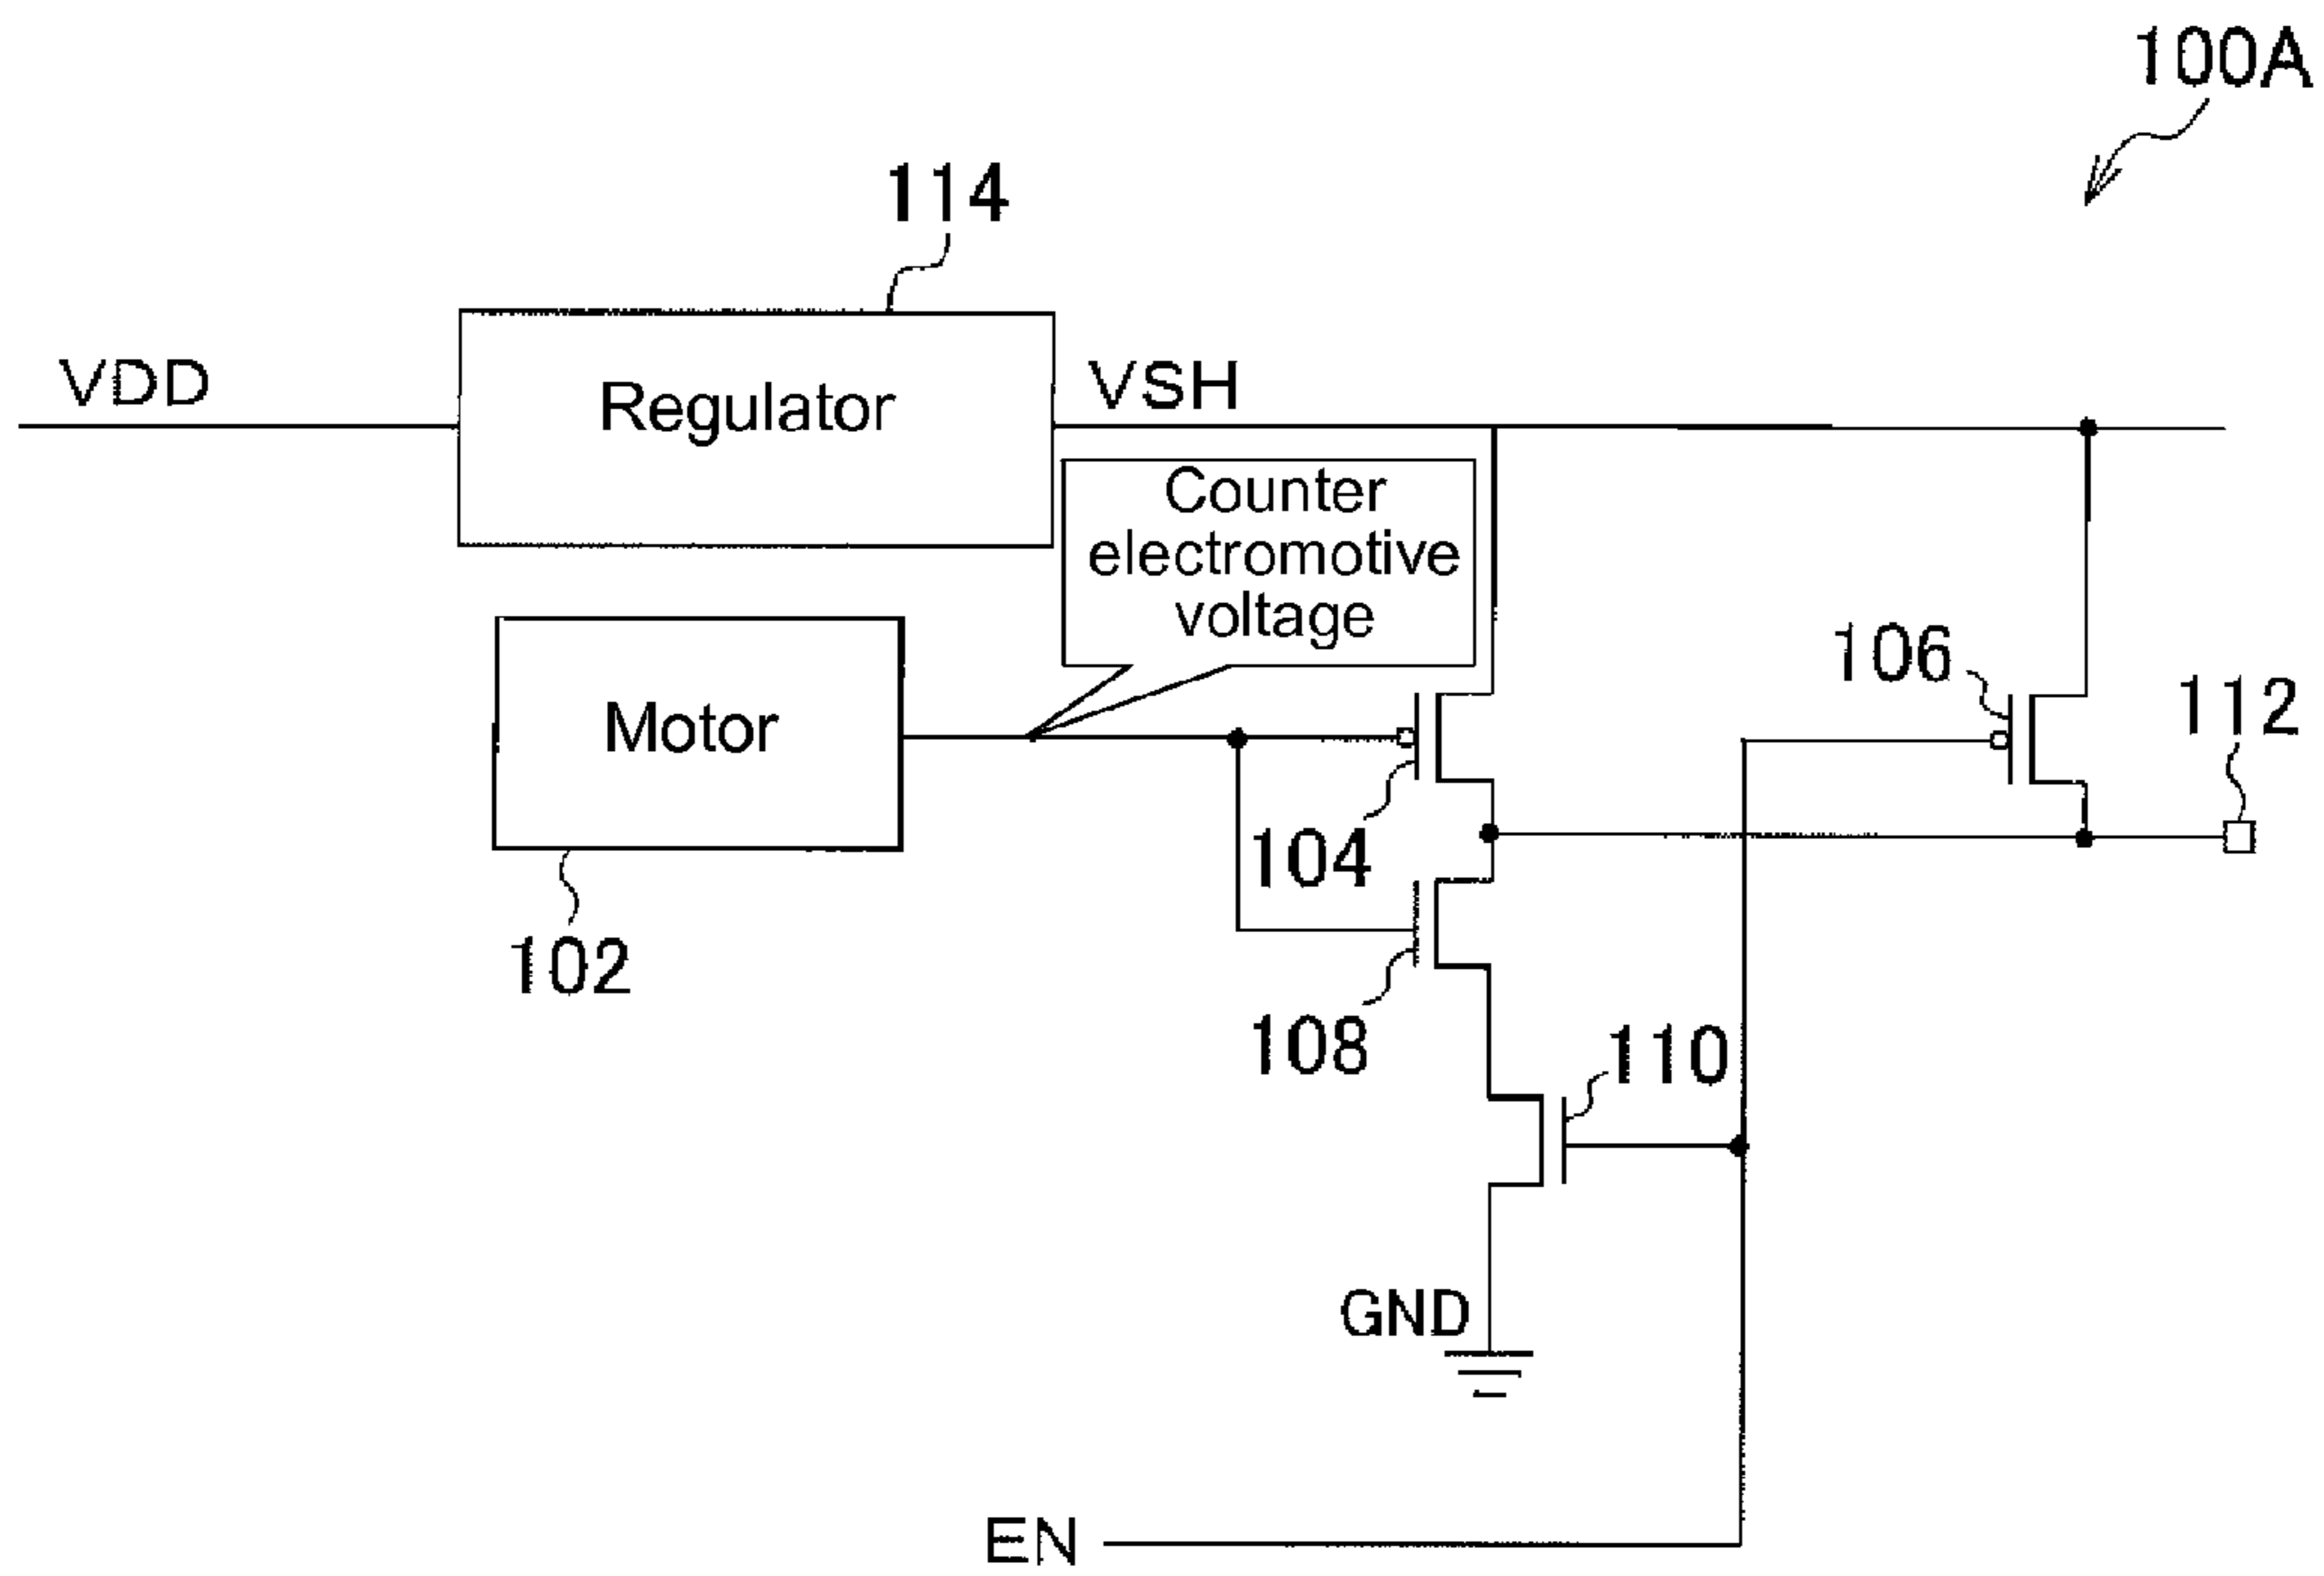 100A
114
VDD
Regulator
VSH
Counter
electromotive
voltage
106
112
Motor
104
102
108
110
GND
EN